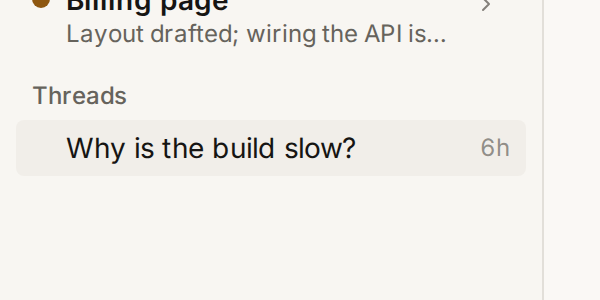 Billing page
Layout drafted; wiring the API is...
Threads
Why is the build slow?
6h